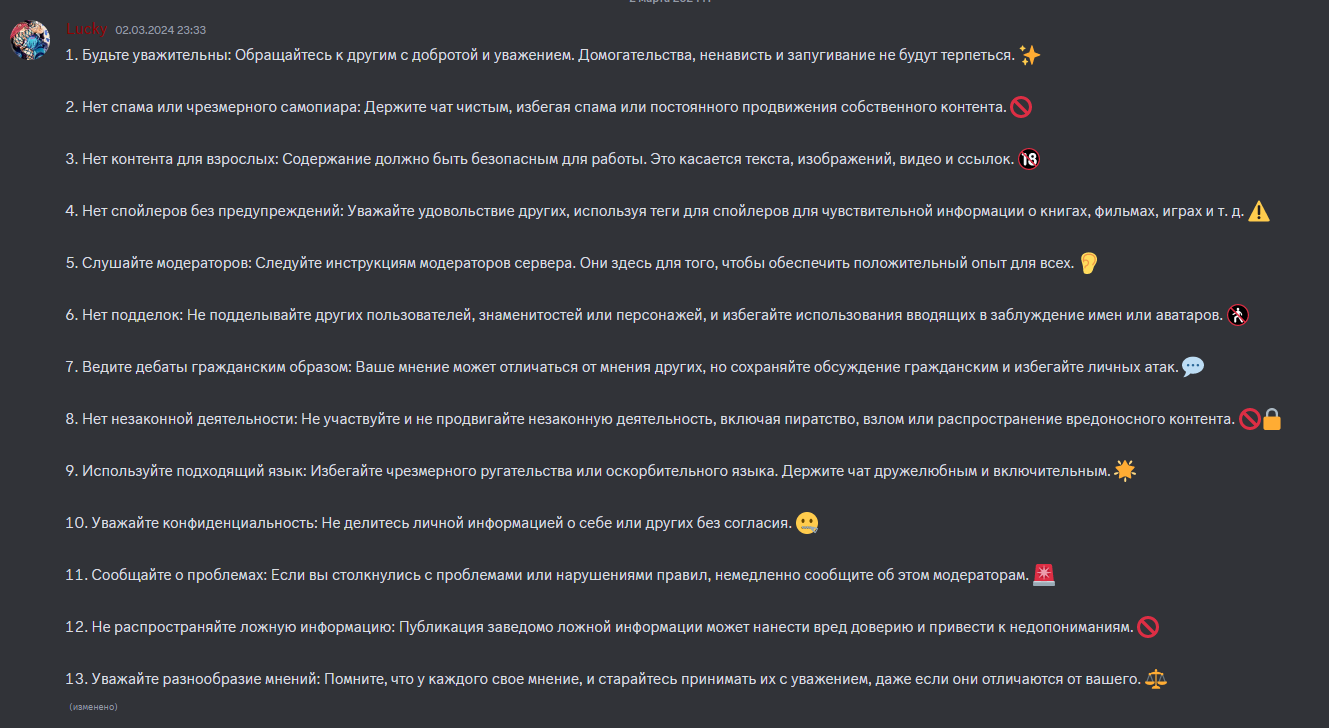 Lucky 02.03.2024 23:33
1. Будьте уважительны: Обращайтесь к другим с добротой и уважением. Домогательства, ненависть и запугивание не будут терпеться.
2. Нет спама или чрезмерного самопиара: Держите чат чистым, избегая спама или постоянного продвижения собственного контента.
3. Нет контента для взрослых: Содержание должно быть безопасным для работы. Это касается текста, изображений, видео и ссылок.
4. Нет спойлеров без предупреждений: Уважайте удовольствие других, используя теги для спойлеров для чувствительной информации о книгах, фильмах, играх и т. д.
5. Слушайте модераторов: Следуйте инструкциям модераторов сервера. Они здесь для того, чтобы обеспечить положительный опыт для всех.
6. Нет подделок: Не подделывайте других пользователей, знаменитостей или персонажей, и избегайте использования вводящих в заблуждение имен или аватаров.
7. Ведите дебаты гражданским образом: Ваше мнение может отличаться от мнения других, но сохраняйте обсуждение гражданским и избегайте личных атак.
8. Нет незаконной деятельности: Не участвуйте и не продвигайте незаконную деятельность, включая пиратство, взлом или распространение вредоносного контента.
9. Используйте подходящий язык: Избегайте чрезмерного ругательства или оскорбительного языка. Держите чат дружелюбным и включительным.
10. Уважайте конфиденциальность: Не делитесь личной информацией о себе или других без согласия.
11. Сообщайте о проблемах: Если вы столкнулись с проблемами или нарушениями правил, немедленно сообщите об этом модераторам.
12. Не распространяйте ложную информацию: Публикация заведомо ложной информации может нанести вред доверию и привести к недопониманиям.
13. Уважайте разнообразие мнений: Помните, что у каждого свое мнение, и старайтесь принимать их с уважением, даже если они отличаются от вашего.
(изменено)